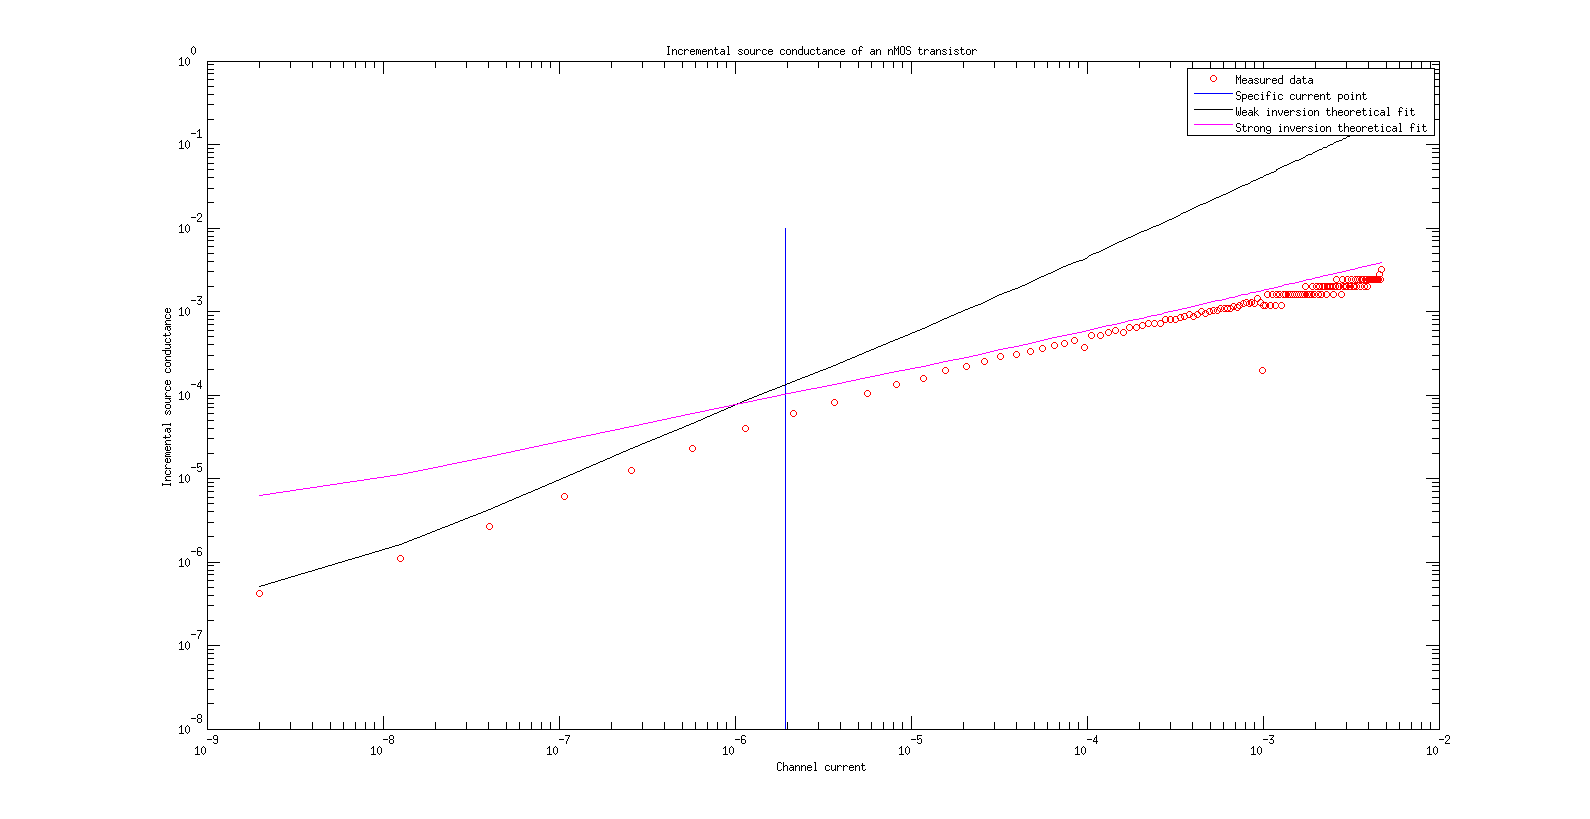 Incremental source conductance of an nMOS transistor
10^0
10^-1
10^-2
10^-3
10^-4
10^-5
10^-6
10^-7
10^-8
Incremental source conductance
Measured data
Specific current point
Weak inversion theoretical fit
Strong inversion theoretical fit
10^-9 10^-8 10^-7 10^-6 10^-5 10^-4 10^-3 10^-2
Channel current